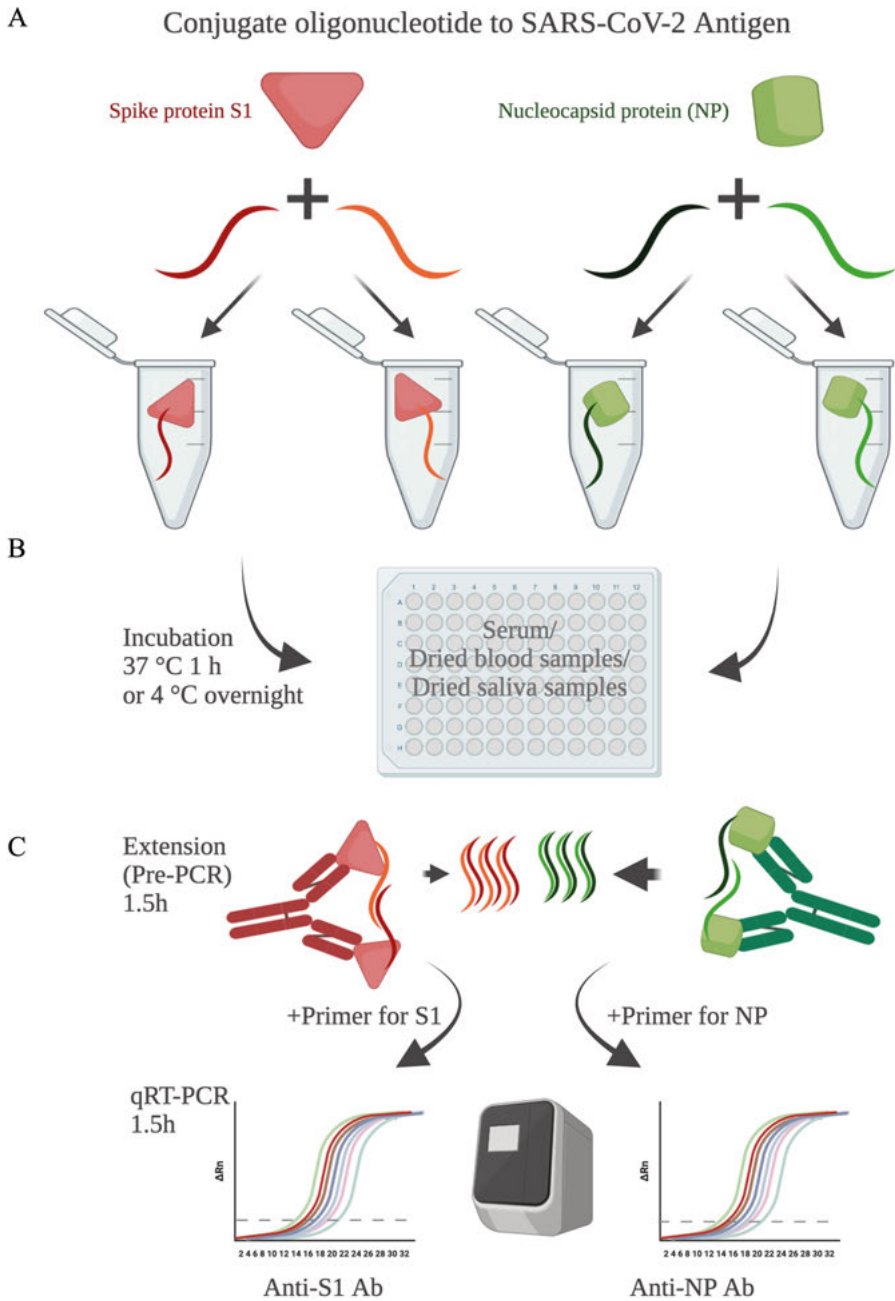 A
Conjugate oligonucleotide to SARS-CoV-2 Antigen
Spike protein S1
Nucleocapsid protein (NP)
B
Incubation
37 °C 1 h
or 4 °C overnight
1 2 3 4 5 6 7 8 9 10 11 12
A
B
C
D
E
F
G
H
Serum/
Dried blood samples/
Dried saliva samples
C
Extension
(Pre-PCR)
1.5h
+Primer for S1
+Primer for NP
qRT-PCR
1.5h
ΔRn
2 4 6 8 10 12 14 16 18 20 22 24 26 28 30 32
Anti-S1 Ab
ΔRn
2 4 6 8 10 12 14 16 18 20 22 24 26 28 30 32
Anti-NP Ab